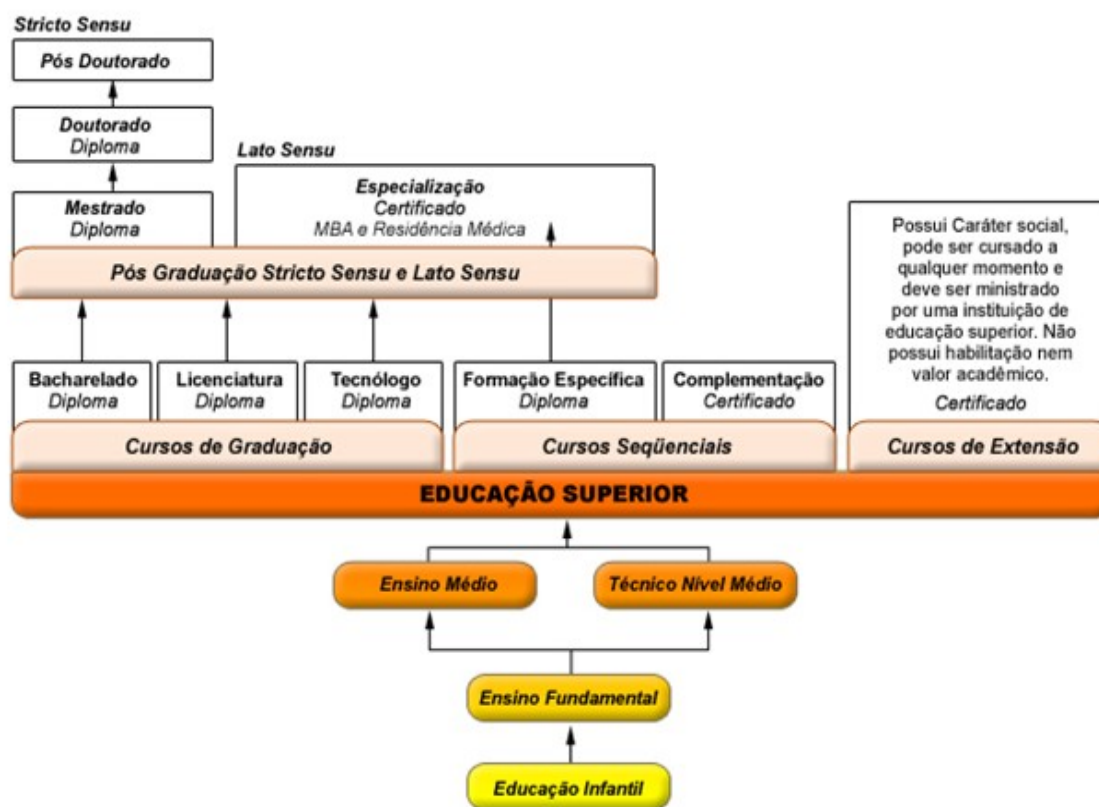 Stricto Sensu
Pós Doutorado
Doutorado
Diploma
Mestrado
Diploma
Lato Sensu
Especialização
Certificado
MBA e Residência Médica
Pós Graduação Stricto Sensu e Lato Sensu
Possui Caráter social,
pode ser cursado a
qualquer momento e
deve ser ministrado
por uma instituição de
educação superior. Não
possui habilitação nem
valor acadêmico.
Certificado
Bacharelado
Diploma
Licenciatura
Diploma
Tecnólogo
Diploma
Formação Específica
Diploma
Complementação
Certificado
Cursos de Graduação
Cursos Seqüenciais
Cursos de Extensão
EDUCAÇÃO SUPERIOR
Ensino Médio
Técnico Nível Médio
Ensino Fundamental
Educação Infantil